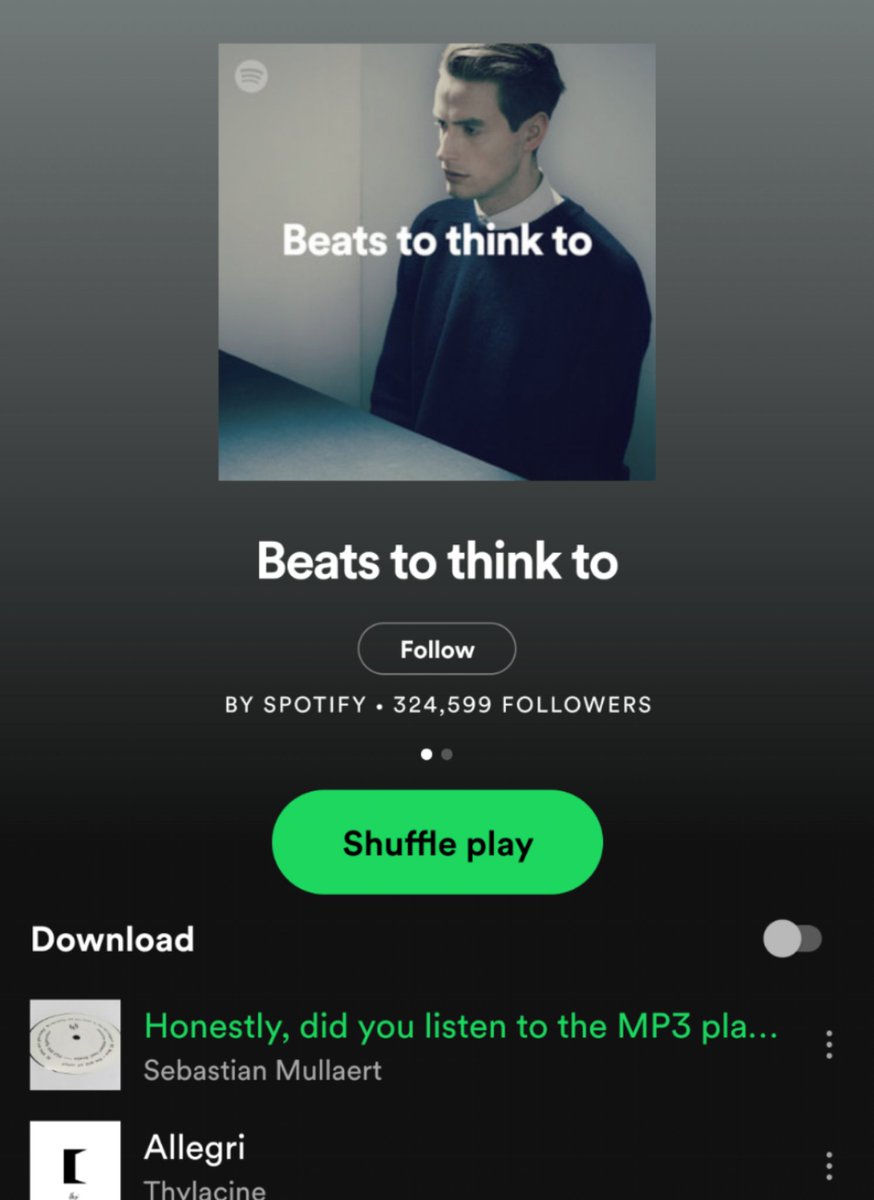 Beats to think to
Beats to think to
Follow
BY SPOTIFY • 324,599 FOLLOWERS
Shuffle play
Download
Honestly, did you listen to the MP3 pla...
Sebastian Mullaert
Allegri
Thylacine